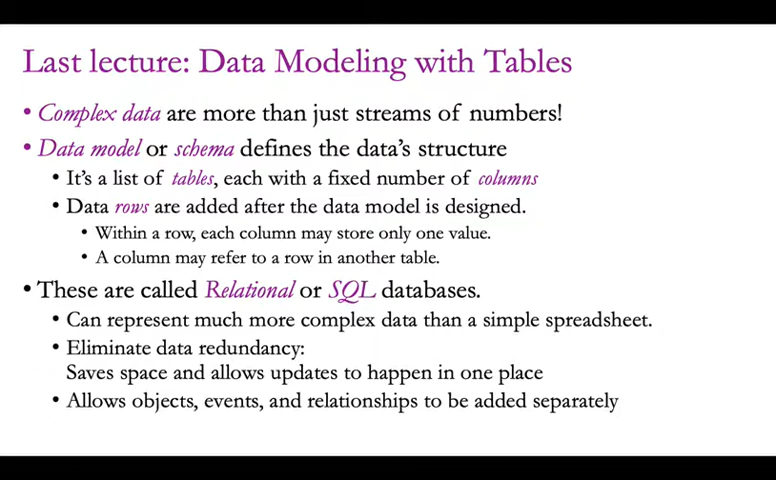 Last lecture: Data Modeling with Tables
• Complex data are more than just streams of numbers!
• Data model or schema defines the data's structure
• It's a list of tables, each with a fixed number of columns
• Data rows are added after the data model is designed.
• Within a row, each column may store only one value.
• A column may refer to a row in another table.
• These are called Relational or SQL databases.
• Can represent much more complex data than a simple spreadsheet.
• Eliminate data redundancy:
Saves space and allows updates to happen in one place
• Allows objects, events, and relationships to be added separately